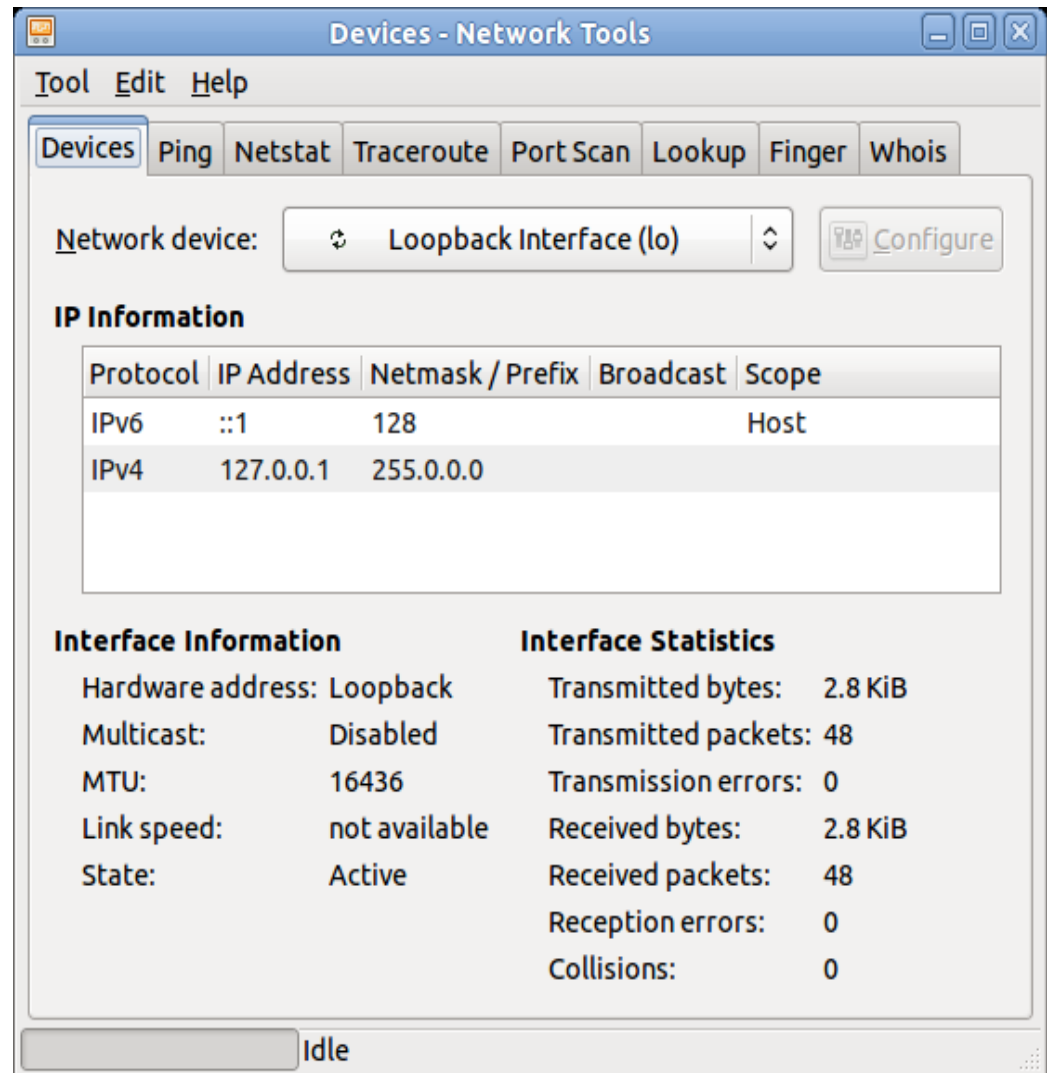 Devices - Network Tools
Tool Edit Help
Devices Ping Netstat Traceroute Port Scan Lookup Finger Whois
Network device: Loopback Interface (lo) Configure
IP Information
Protocol IP Address Netmask / Prefix Broadcast Scope
IPv6 ::1 128 Host
IPv4 127.0.0.1 255.0.0.0
Interface Information
Hardware address: Loopback
Multicast: Disabled
MTU: 16436
Link speed: not available
State: Active
Interface Statistics
Transmitted bytes: 2.8 KiB
Transmitted packets: 48
Transmission errors: 0
Received bytes: 2.8 KiB
Received packets: 48
Reception errors: 0
Collisions: 0
Idle